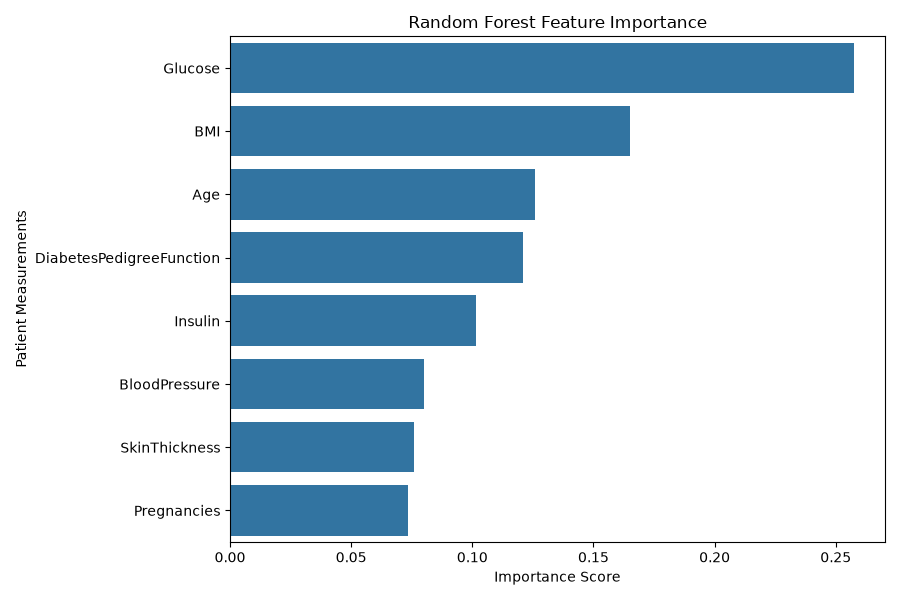 Random Forest Feature Importance
Patient Measurements
Glucose
BMI
Age
DiabetesPedigreeFunction
Insulin
BloodPressure
SkinThickness
Pregnancies
0.00 0.05 0.10 0.15 0.20 0.25
Importance Score